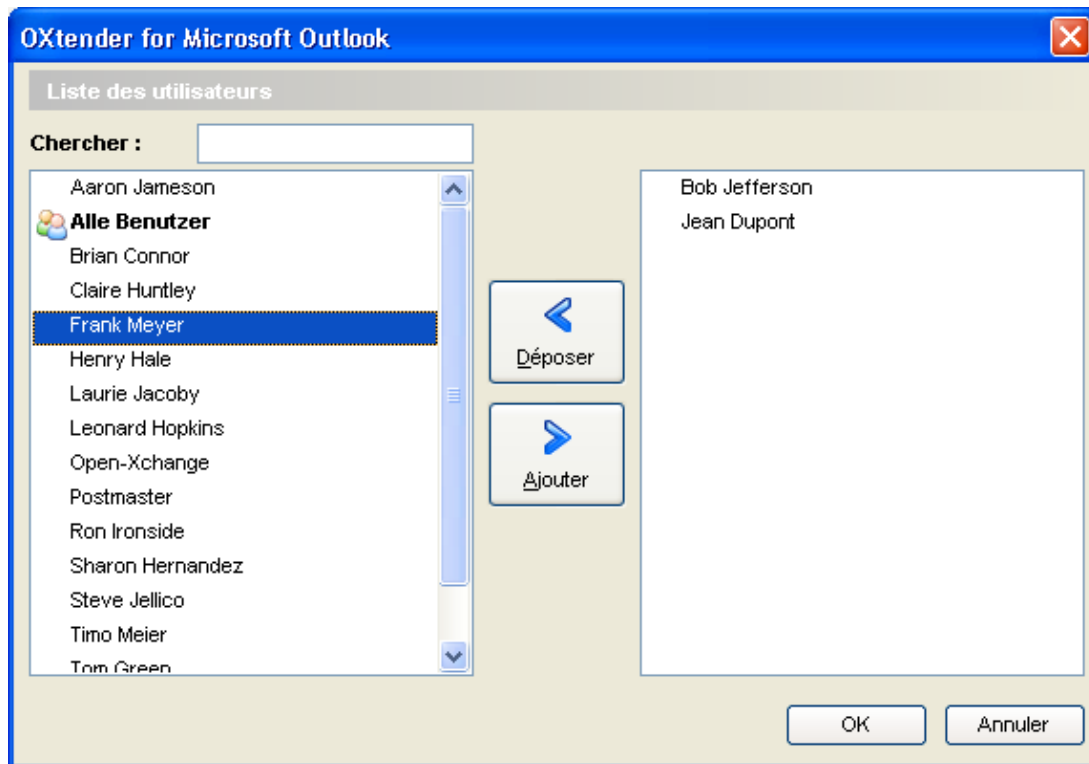 OXtender for Microsoft Outlook
Liste des utilisateurs
Chercher :
Aaron Jameson
Alle Benutzer
Brian Connor
Claire Huntley
Frank Meyer
Henry Hale
Laurie Jacoby
Leonard Hopkins
Open-Xchange
Postmaster
Ron Ironside
Sharon Hernandez
Steve Jellico
Timo Meier
Tom Green
Déposer
Ajouter
Bob Jefferson
Jean Dupont
OK
Annuler